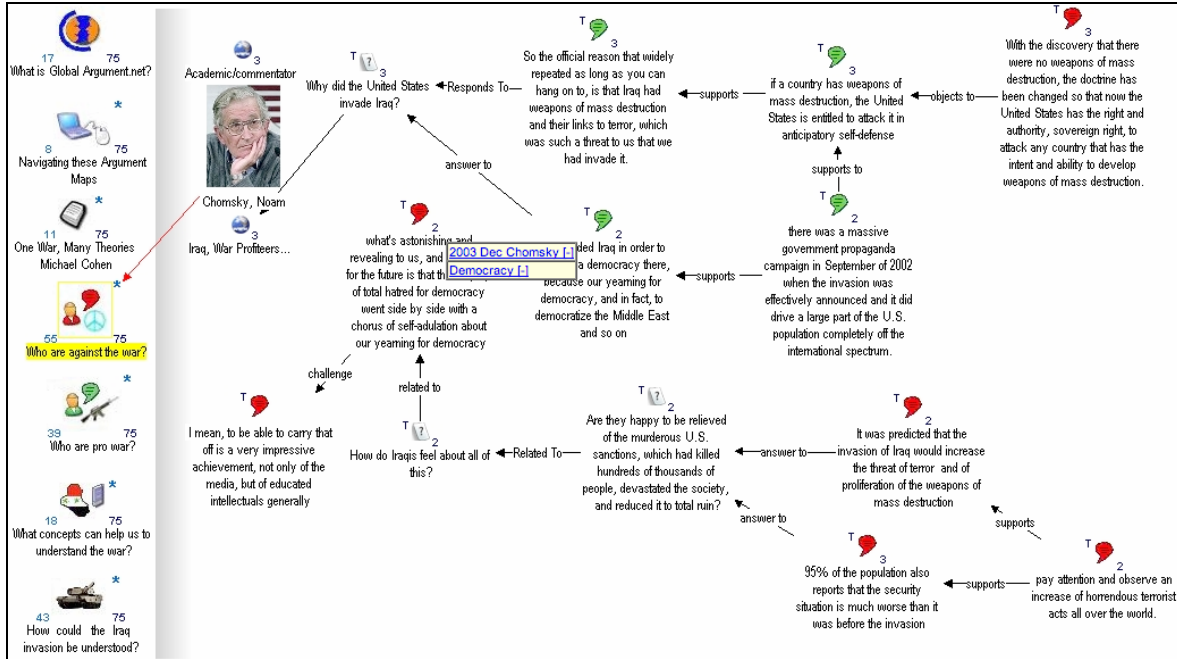 17 75
What is Global Argument.net?
*
8 75
Navigating these Argument
Maps
*
11 75
One War, Many Theories
Michael Cohen
*
55 75
Who are against the war?
*
39 75
Who are pro war?
*
18 75
What concepts can help us to
understand the war?
*
43 75
How could the Iraq
invasion be understood?
3
Academic/commentator
Chomsky, Noam
3
Iraq, War Profiteers...
T ?
3
Why did the United States
invade Iraq?
Responds To
T
3
So the official reason that widely
repeated as long as you can
hang on to, is that Iraq had
weapons of mass destruction
and their links to terror, which
was such a threat to us that we
had invade it.
supports
T
3
if a country has weapons of
mass destruction, the United
States is entitled to attack it in
anticipatory self-defense
objects to
T
3
With the discovery that there
were no weapons of mass
destruction, the doctrine has
been changed so that now the
United States has the right and
authority, sovereign right, to
attack any country that has the
intent and ability to develop
weapons of mass destruction.
answer to
supports to
T
2
what's astonishing and
revealing to us, and
for the future is that th
of total hatred for democracy
went side by side with a
chorus of self-adulation about
our yearning for democracy
2003 Dec Chomsky [-]
Democracy [-]
T
2
ded Iraq in order to
a democracy there,
because our yearning for
democracy, and in fact, to
democratize the Middle East
and so on
supports
T
2
there was a massive
government propaganda
campaign in September of 2002
when the invasion was
effectively announced and it did
drive a large part of the U.S.
population completely off the
international spectrum.
challenge
related to
T
2
I mean, to be able to carry that
off is a very impressive
achievement, not only of the
media, but of educated
intellectuals generally
T ?
2
How do Iraqis feel about all of
this?
Related To
T ?
2
Are they happy to be relieved
of the murderous U.S.
sanctions, which had killed
hundreds of thousands of
people, devastated the society,
and reduced it to total ruin?
answer to
T
2
It was predicted that the
invasion of Iraq would increase
the threat of terror and of
proliferation of the weapons of
mass destruction
answer to
supports
T
3
95% of the population also
reports that the security
situation is much worse than it
was before the invasion
supports
T
2
pay attention and observe an
increase of horrendous terrorist
acts all over the world.